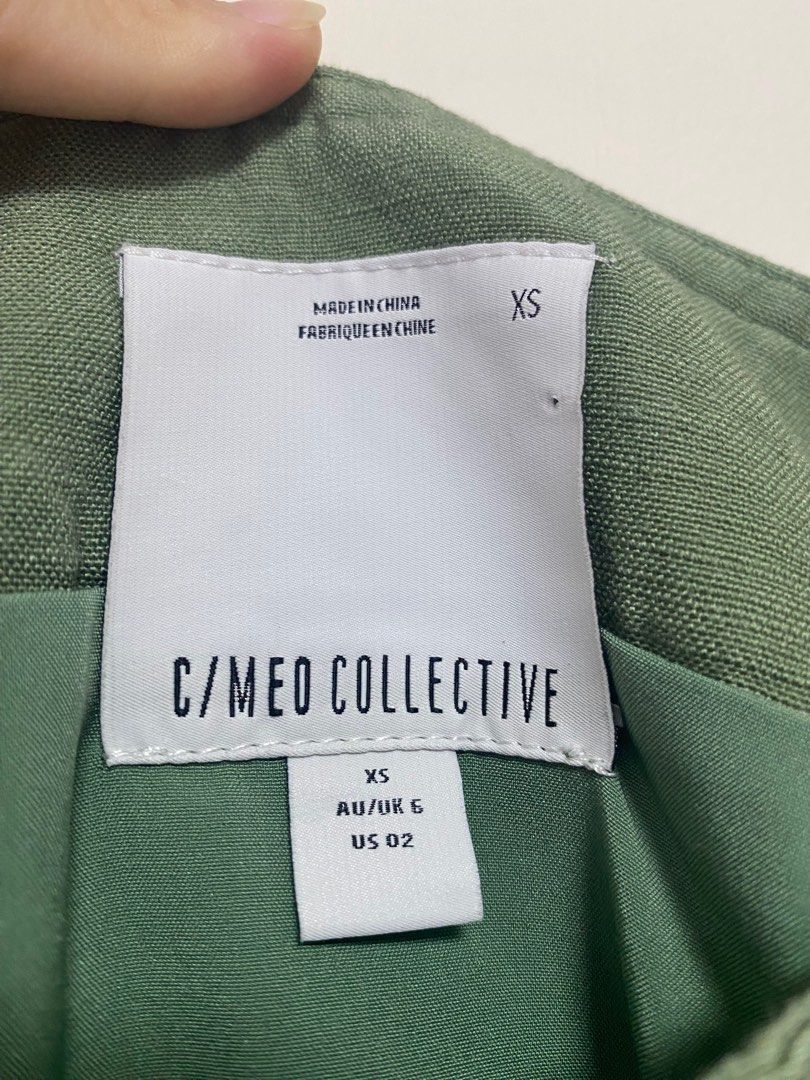 MADE IN CHINA
FABRIQUE EN CHINE
XS
C/MEO COLLECTIVE
XS
AU/UK 6
US 02